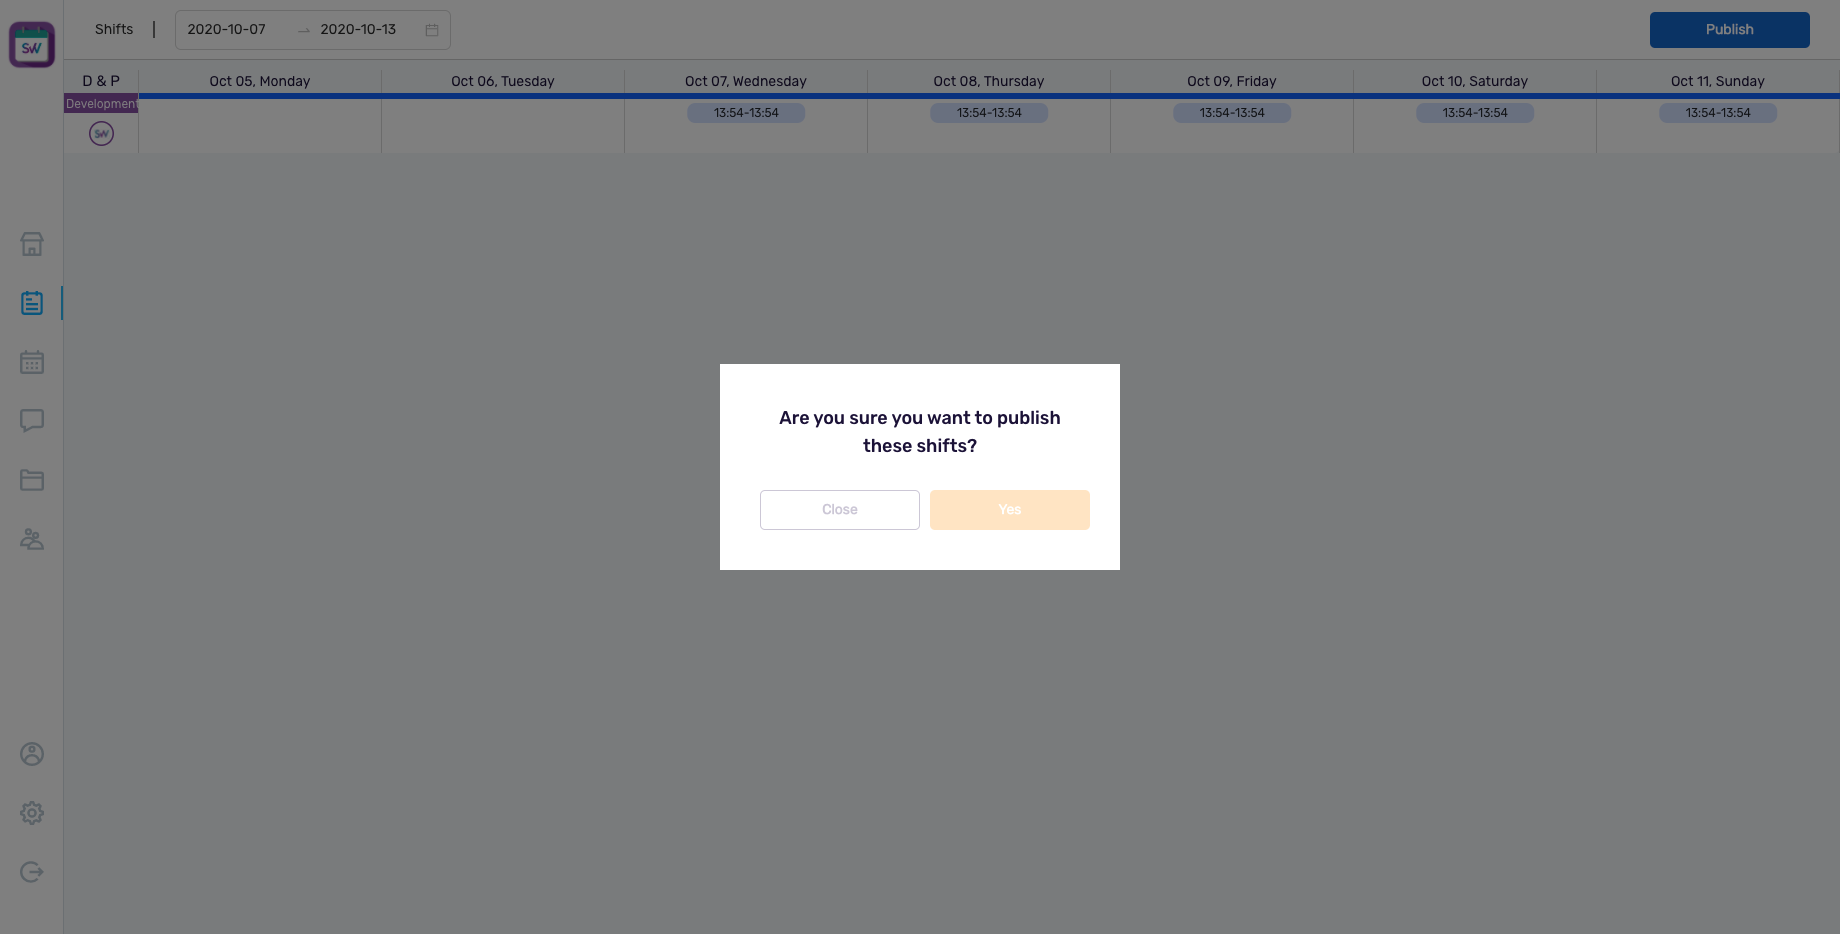 SW
Shifts
2020-10-07 → 2020-10-13
Publish
D & P
Oct 05, Monday
Oct 06, Tuesday
Oct 07, Wednesday
Oct 08, Thursday
Oct 09, Friday
Oct 10, Saturday
Oct 11, Sunday
Development
13:54-13:54
13:54-13:54
13:54-13:54
13:54-13:54
13:54-13:54
SW
Are you sure you want to publish
these shifts?
Close
Yes